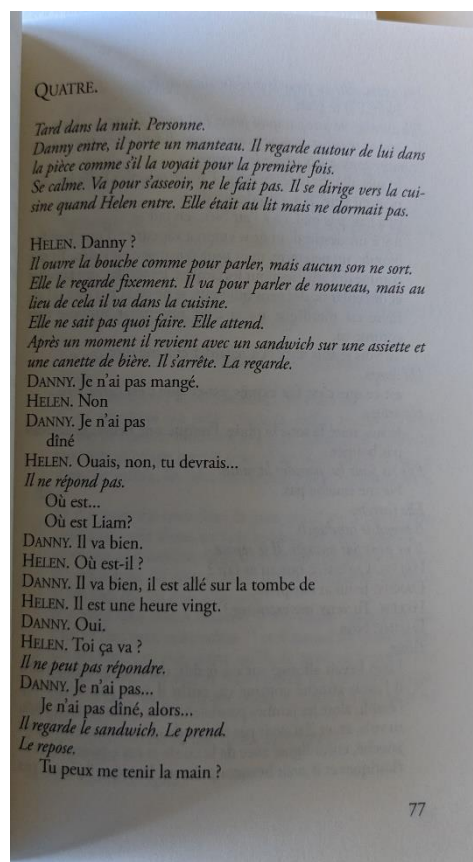 QUATRE.
Tard dans la nuit. Personne.
Danny entre, il porte un manteau. Il regarde autour de lui dans
la pièce comme s'il la voyait pour la première fois.
Se calme. Va pour s'asseoir, ne le fait pas. Il se dirige vers la cui-
sine quand Helen entre. Elle était au lit mais ne dormait pas.
HELEN. Danny ?
Il ouvre la bouche comme pour parler, mais aucun son ne sort.
Elle le regarde fixement. Il va pour parler de nouveau, mais au
lieu de cela il va dans la cuisine.
Elle ne sait pas quoi faire. Elle attend.
Après un moment il revient avec un sandwich sur une assiette et
une canette de bière. Il s'arrête. La regarde.
DANNY. Je n'ai pas mangé.
HELEN. Non
DANNY. Je n'ai pas
dîné
HELEN. Ouais, non, tu devrais...
Il ne répond pas.
Où est...
Où est Liam?
DANNY. Il va bien.
HELEN. Où est-il ?
DANNY. Il va bien, il est allé sur la tombe de
HELEN. Il est une heure vingt.
DANNY. Oui.
HELEN. Toi ça va ?
Il ne peut pas répondre.
DANNY. Je n'ai pas...
Je n'ai pas dîné, alors...
Il regarde le sandwich. Le prend.
Le repose.
Tu peux me tenir la main ?
77